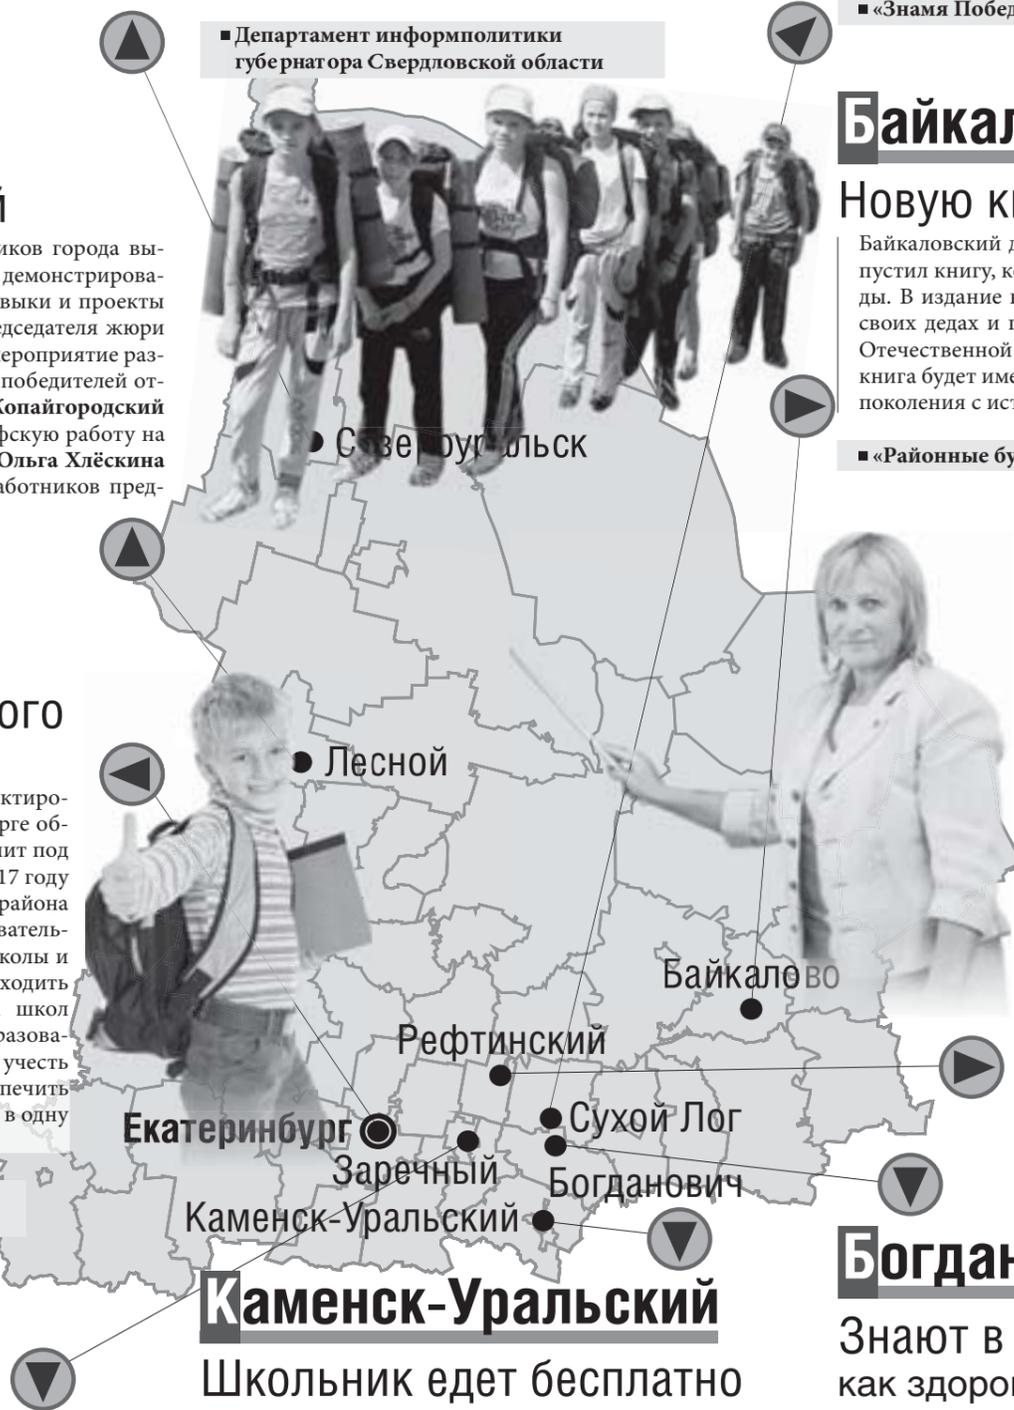 ■ Департамент информполитики
губернатора Свердловской области
й
иков города вы-
демонстрирова-
выки и проекты
едседателя жюри
мероприятие раз-
победителей от-
Копайгородский
фскую работу на
Ольга Хлёскина
аботников пред-
ого
ктиро-
рге об-
ит под
17 году
района
ватель-
колы и
ходить
школ
разова-
учесть
печить
в одну
Североуральск
Лесной
Байкалово
Рефтинский
Сухой Лог
Екатеринбург
Заречный
Богданович
Каменск-Уральский
Каменск-Уральский
Школьник едет бесплатно
■ «Знамя Побед
Байкал
Новую к
Байкаловский д
пустил книгу, к
ды. В издание
своих дедах и п
Отечественной
книга будет име
поколения с ист
■ «Районные бу
Богдан
Знают в
как здоро